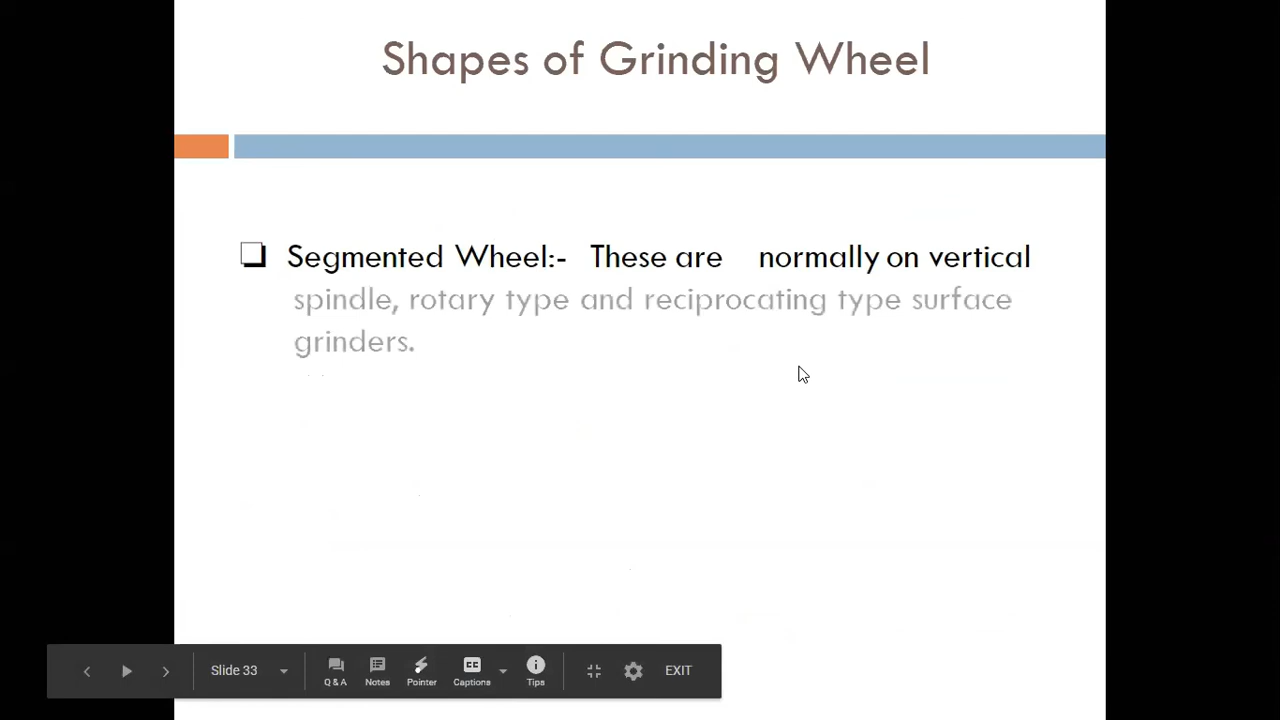 Shapes of Grinding Wheel
Segmented Wheel:- These are normally on vertical
spindle, rotary type and reciprocating type surface
grinders.
Slide 33
Q & A
Notes
Pointer
Captions
Tips
EXIT